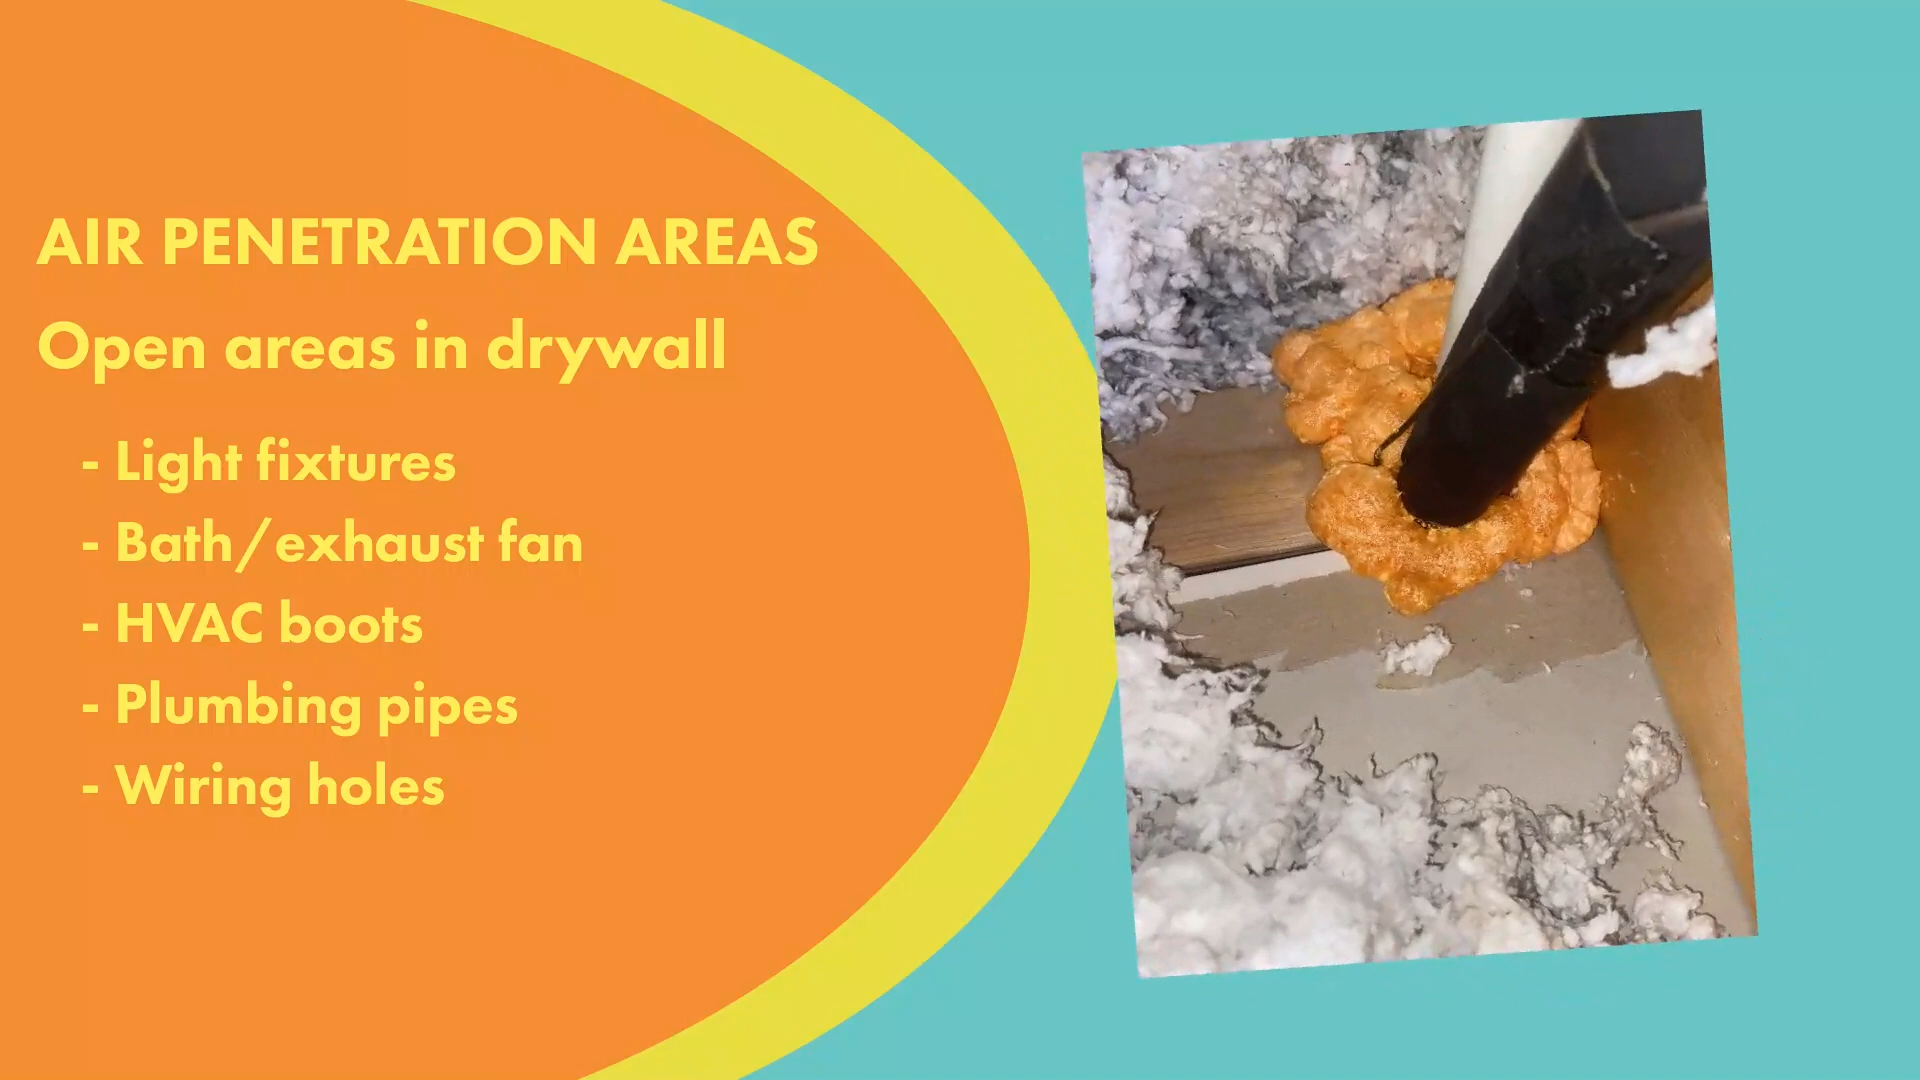 AIR PENETRATION AREAS
Open areas in drywall
- Light fixtures
- Bath/exhaust fan
- HVAC boots
- Plumbing pipes
- Wiring holes